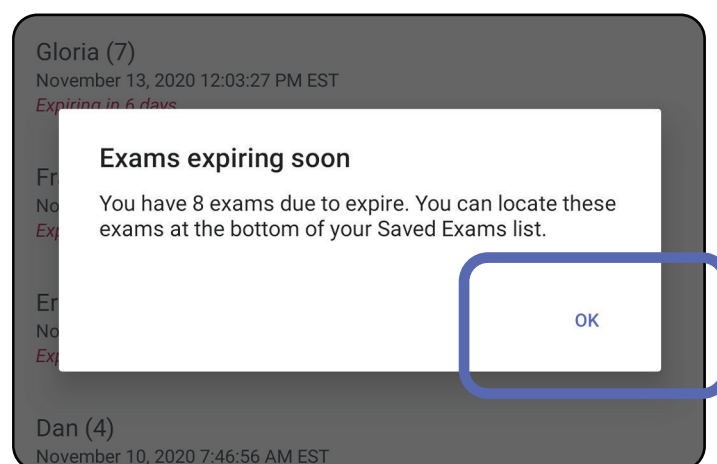 Gloria (7)
November 13, 2020 12:03:27 PM EST
Expiring in 6 days
Exams expiring soon
You have 8 exams due to expire. You can locate these
exams at the bottom of your Saved Exams list.
OK
Dan (4)
November 10, 2020 7:46:56 AM EST